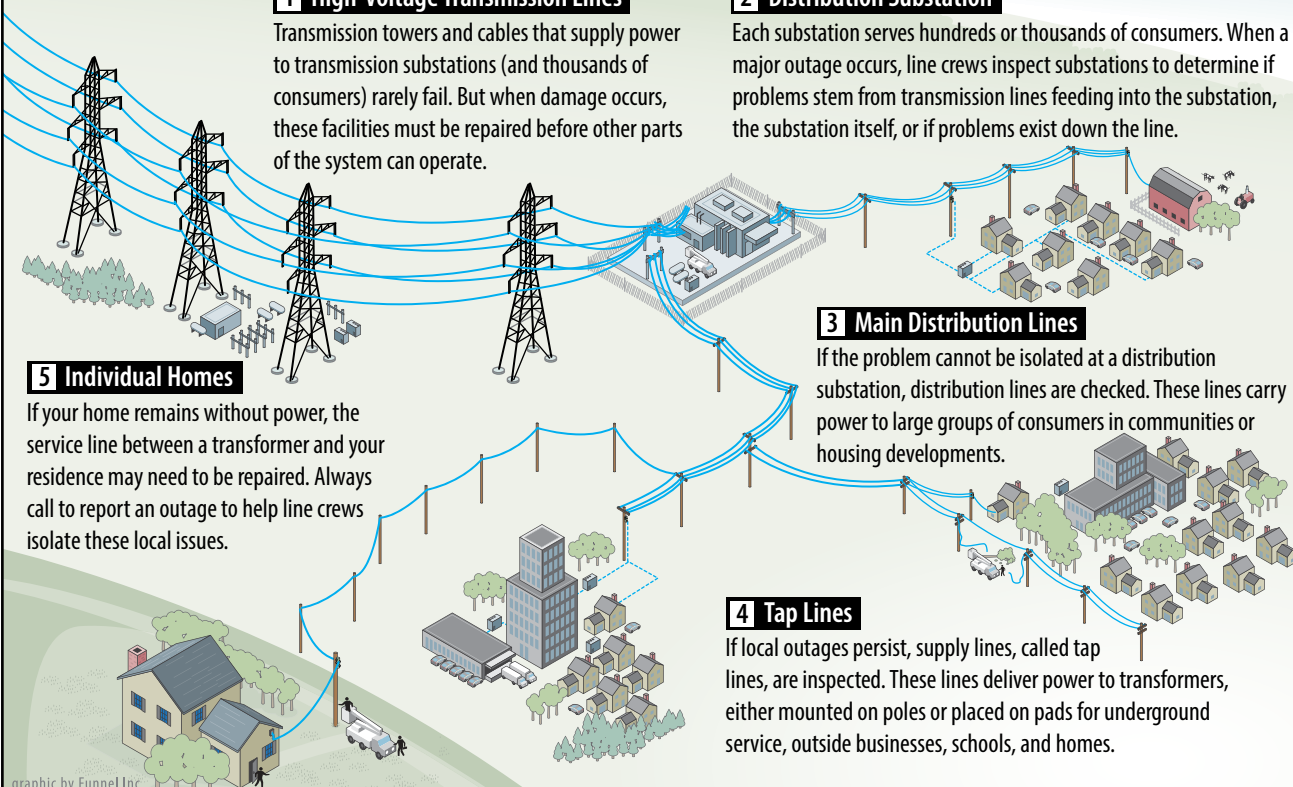 1 High-Voltage Transmission Lines
Transmission towers and cables that supply power
to transmission substations (and thousands of
consumers) rarely fail. But when damage occurs,
these facilities must be repaired before other parts
of the system can operate.
2 Distribution Substation
Each substation serves hundreds or thousands of consumers. When a
major outage occurs, line crews inspect substations to determine if
problems stem from transmission lines feeding into the substation,
the substation itself, or if problems exist down the line.
3 Main Distribution Lines
If the problem cannot be isolated at a distribution
substation, distribution lines are checked. These lines carry
power to large groups of consumers in communities or
housing developments.
4 Tap Lines
If local outages persist, supply lines, called tap
lines, are inspected. These lines deliver power to transformers,
either mounted on poles or placed on pads for underground
service, outside businesses, schools, and homes.
5 Individual Homes
If your home remains without power, the
service line between a transformer and your
residence may need to be repaired. Always
call to report an outage to help line crews
isolate these local issues.
graphic by Funnel Inc